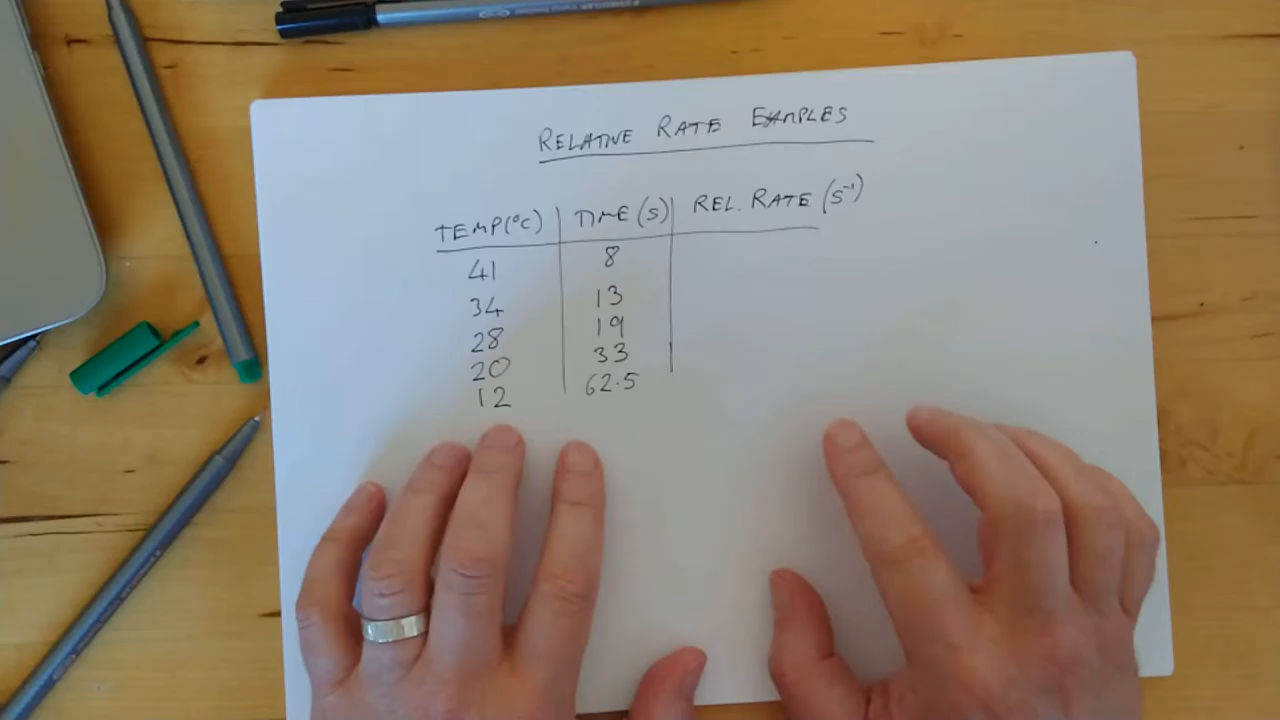 RELATIVE RATE EXAMPLES
TEMP(°C) TIME (S) REL. RATE (S⁻¹)
41 8
34 13
28 19
20 33
12 62.5